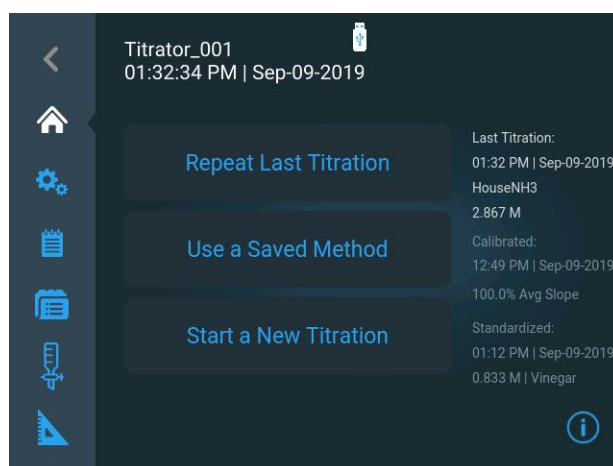 Titrator_001
01:32:34 PM | Sep-09-2019
Repeat Last Titration
Use a Saved Method
Start a New Titration
Last Titration:
01:32 PM | Sep-09-2019
HouseNH3
2.867 M
Calibrated:
12:49 PM | Sep-09-2019
100.0% Avg Slope
Standardized:
01:12 PM | Sep-09-2019
0.833 M | Vinegar